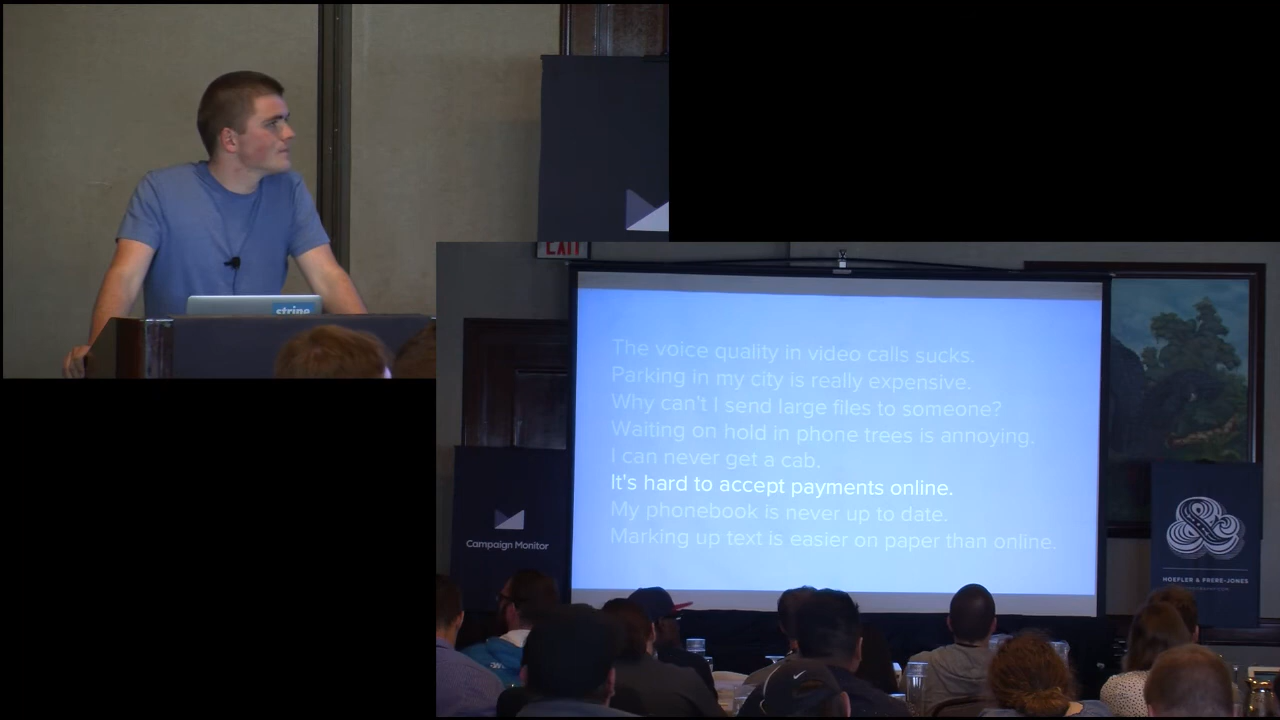 stripe
EXIT
The voice quality in video calls sucks.
Parking in my city is really expensive.
Why can't I send large files to someone?
Waiting on hold in phone trees is annoying.
I can never get a cab.
It's hard to accept payments online.
My phonebook is never up to date.
Marking up text is easier on paper than online.
Campaign Monitor
&
HOEFLER & FRERE-JONES